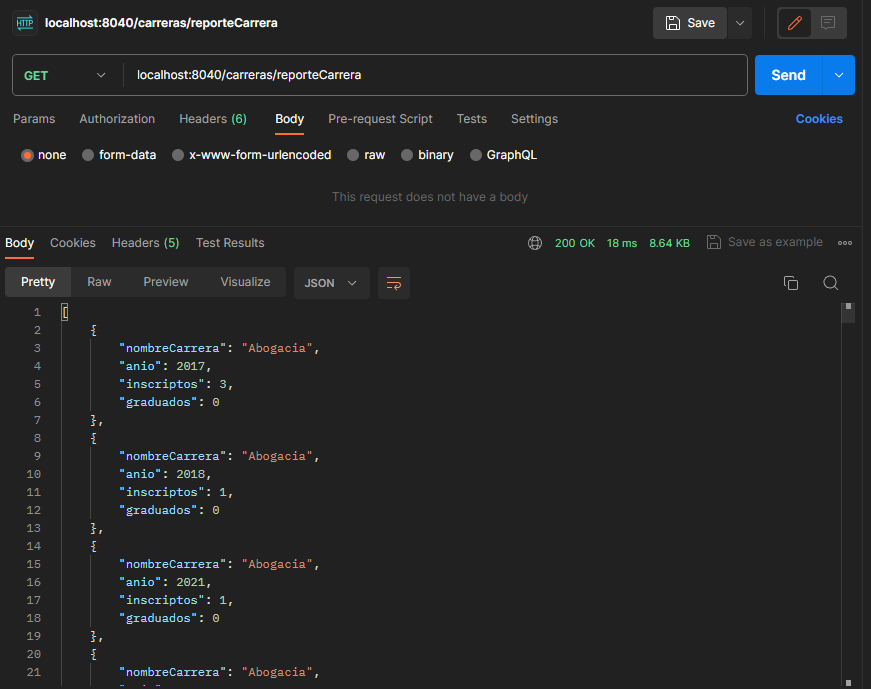 HTTP localhost:8040/carreras/reporteCarrera Save
GET localhost:8040/carreras/reporteCarrera Send
Params Authorization Headers (6) Body Pre-request Script Tests Settings Cookies
none form-data x-www-form-urlencoded raw binary GraphQL
This request does not have a body
Body Cookies Headers (5) Test Results 200 OK 18 ms 8.64 KB Save as example
Pretty Raw Preview Visualize JSON
1 [
2 {
3 "nombreCarrera": "Abogacia",
4 "anio": 2017,
5 "inscriptos": 3,
6 "graduados": 0
7 },
8 {
9 "nombreCarrera": "Abogacia",
10 "anio": 2018,
11 "inscriptos": 1,
12 "graduados": 0
13 },
14 {
15 "nombreCarrera": "Abogacia",
16 "anio": 2021,
17 "inscriptos": 1,
18 "graduados": 0
19 },
20 {
21 "nombreCarrera": "Abogacia",